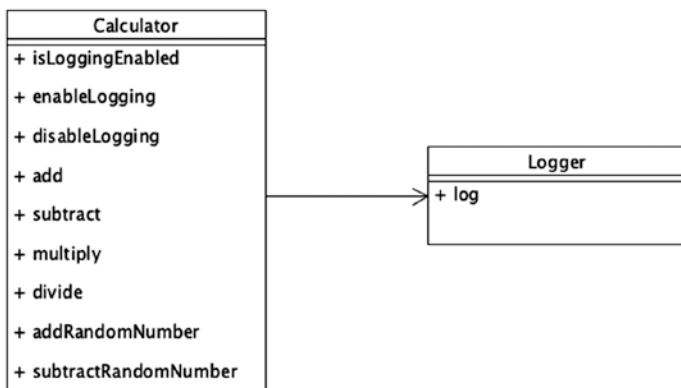 Calculator
+ isLoggingEnabled
+ enableLogging
+ disableLogging
+ add
+ subtract
+ multiply
+ divide
+ addRandomNumber
+ subtractRandomNumber
Logger
+ log